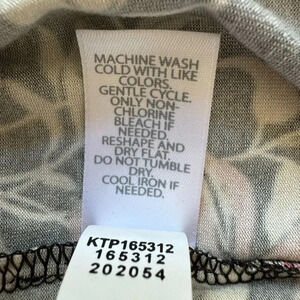 MACHINE WASH
COLD WITH LIKE
COLORS.
GENTLE CYCLE.
ONLY NON-
CHLORINE
BLEACH IF
NEEDED.
RESHAPE AND
DRY FLAT.
DO NOT TUMBLE
DRY.
COOL IRON IF
NEEDED.
KTP165312
165312
202054